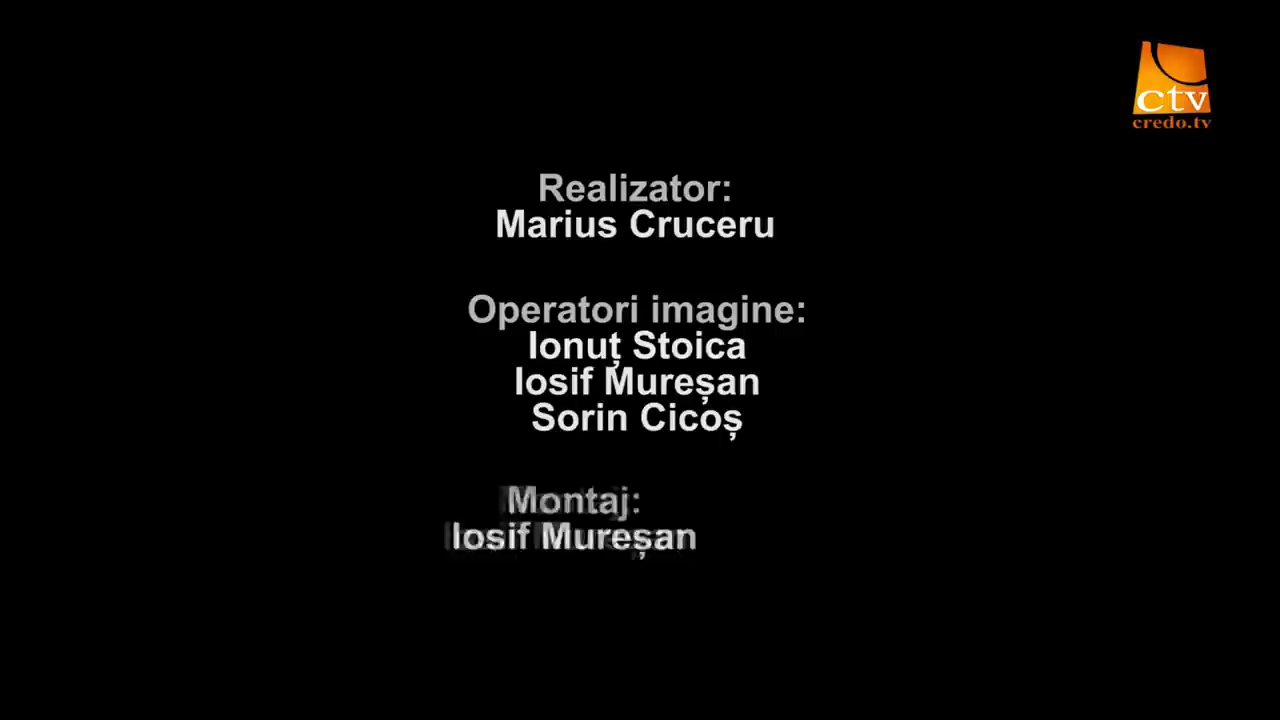 ctv
credo.tv
Realizator:
Marius Cruceru
Operatori imagine:
Ionuț Stoica
Iosif Mureșan
Sorin Cicoș
Montaj:
Iosif Mureșan